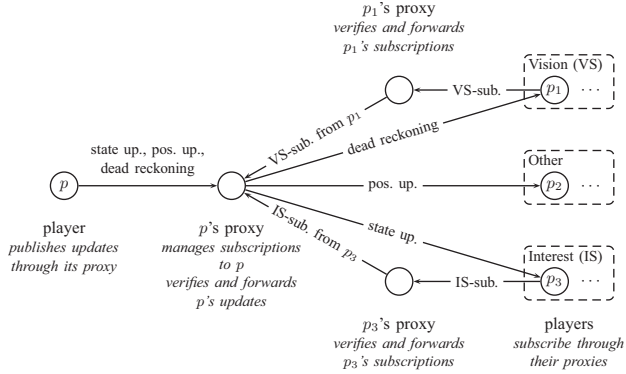 p₁'s proxy
verifies and forwards
p₁'s subscriptions
Vision (VS)
VS-sub.
p₁ ···
VS-sub. from p₁
dead reckoning
state up., pos. up.,
dead reckoning
Other
p
pos. up.
p₂ ···
player
publishes updates
through its proxy
p's proxy
manages subscriptions
to p
verifies and forwards
p's updates
state up.
IS-sub. from p₃
Interest (IS)
IS-sub.
p₃ ···
p₃'s proxy
verifies and forwards
p₃'s subscriptions
players
subscribe through
their proxies